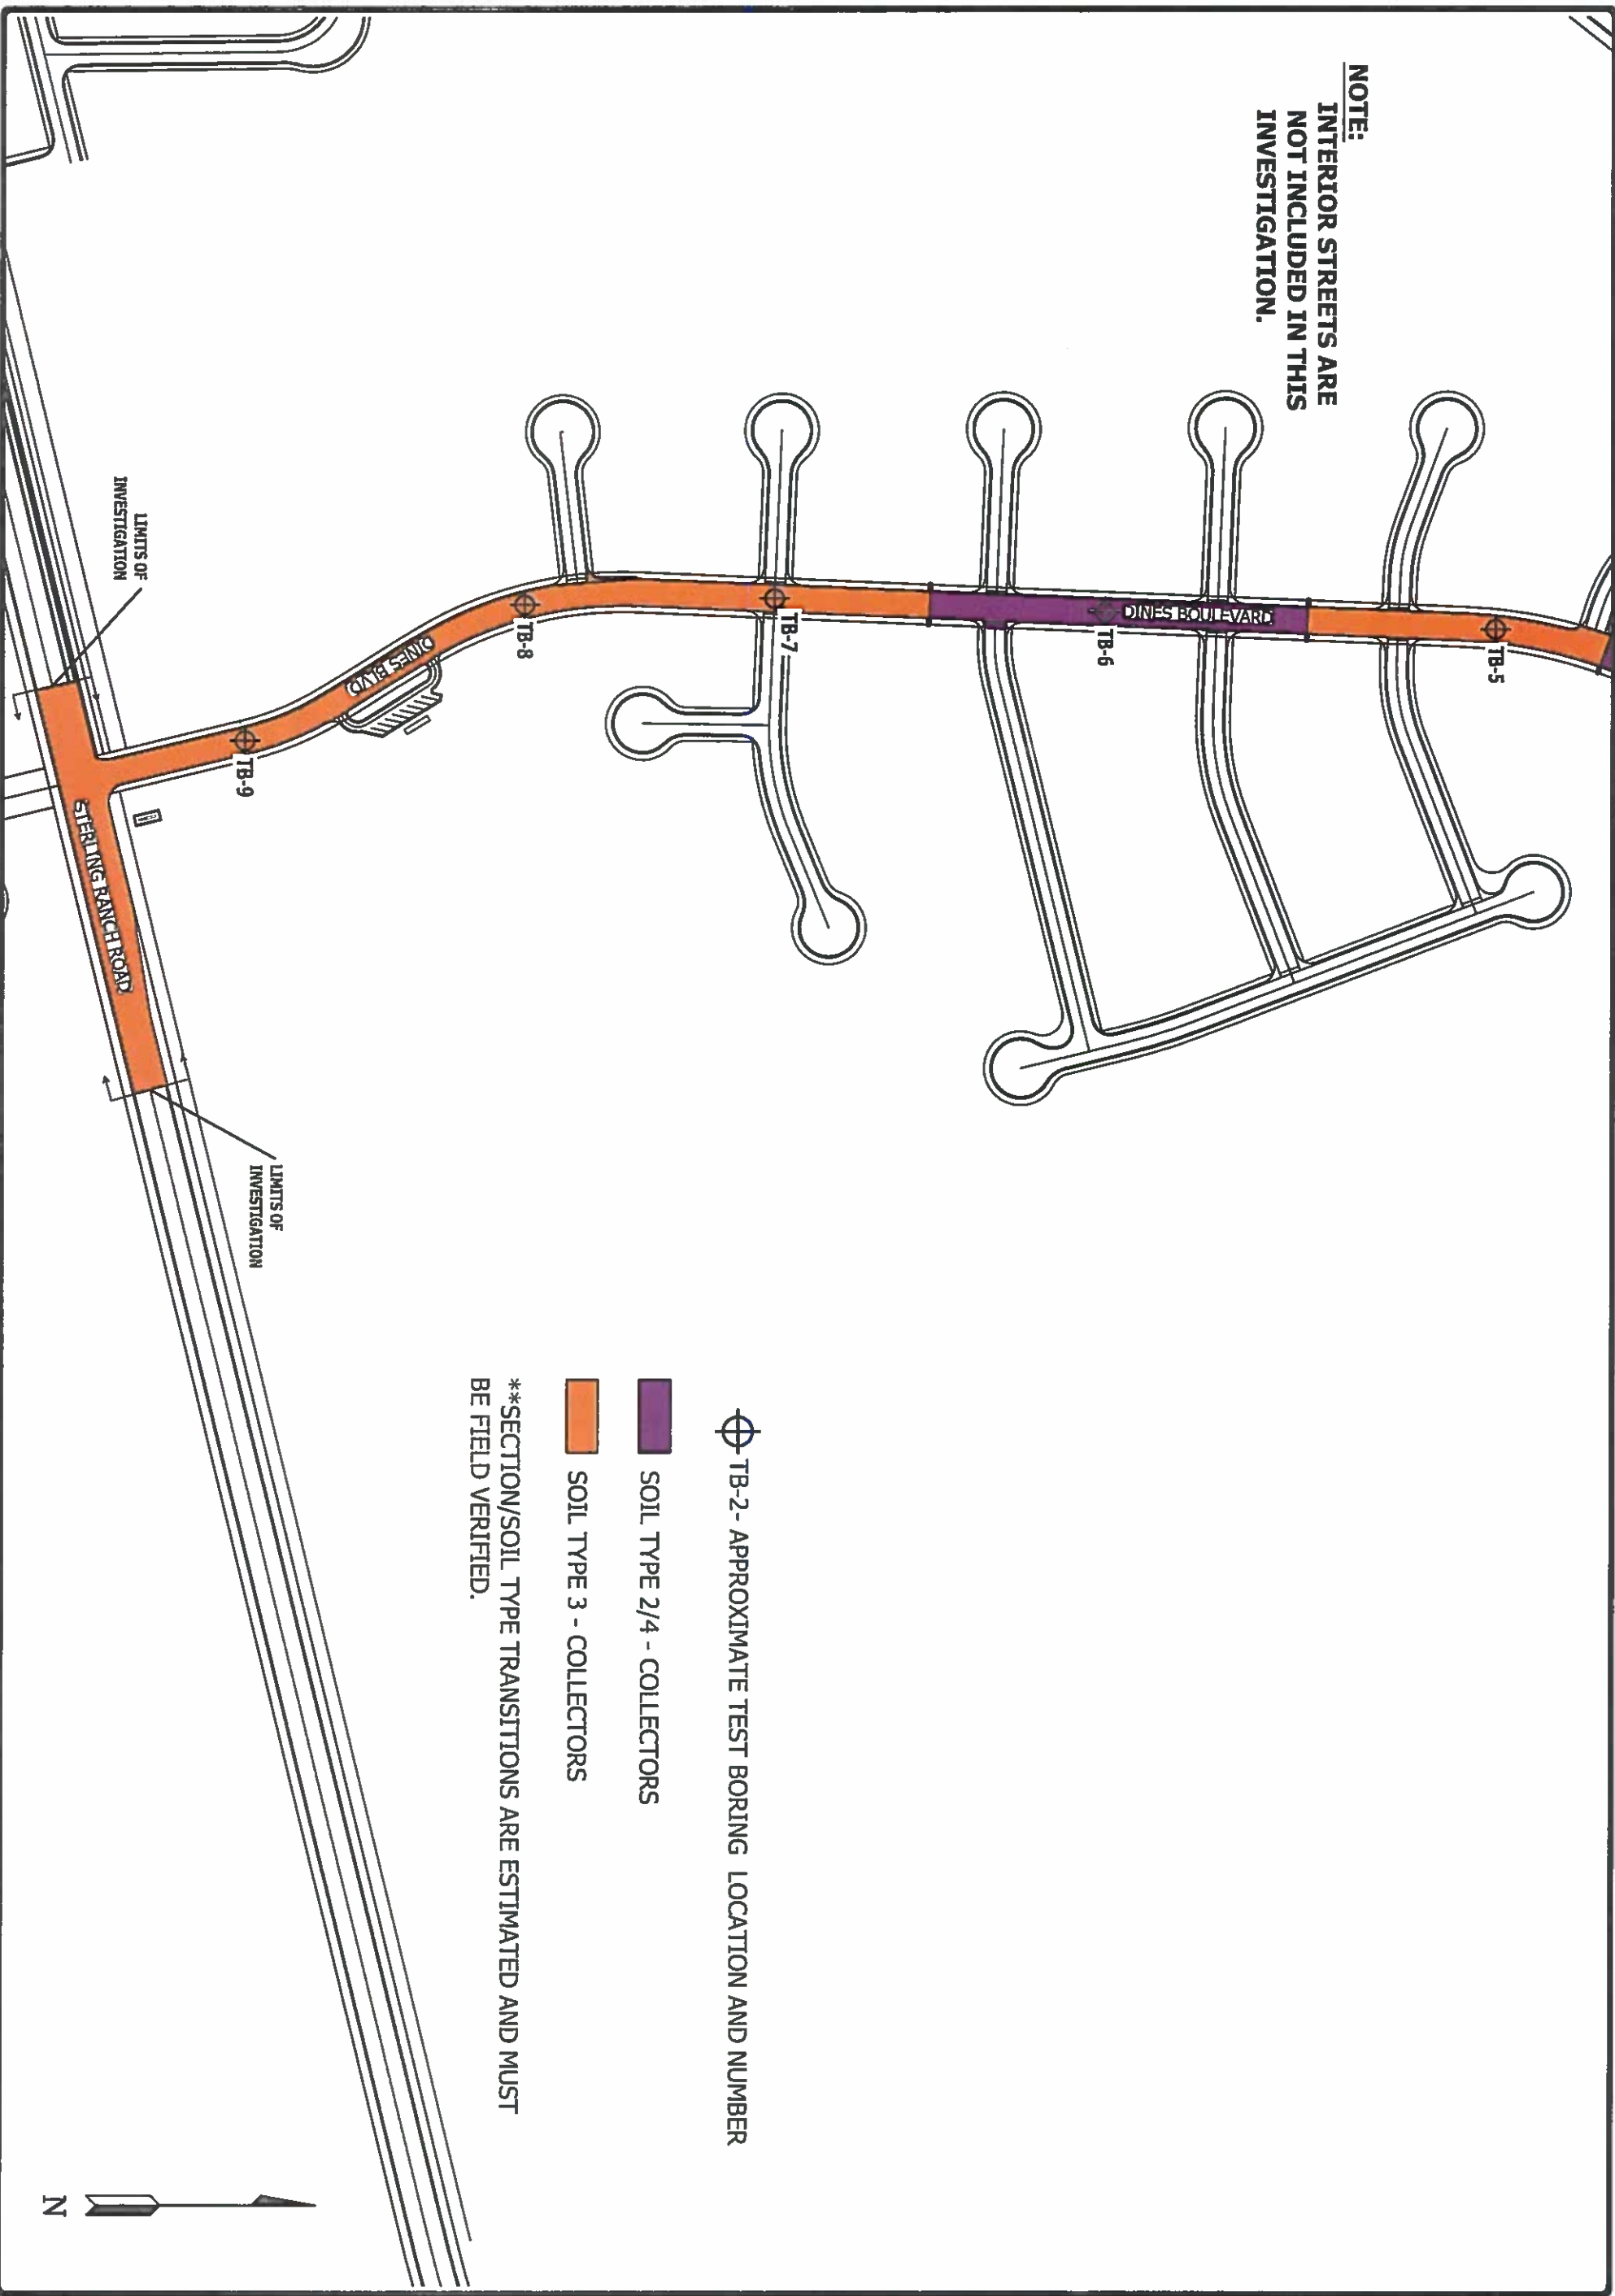 NOTE:
INTERIOR STREETS ARE
NOT INCLUDED IN THIS
INVESTIGATION.
TB-5
DINES BOULEVARD
TB-6
TB-7
TB-8
DINES BLVD
TB-9
LIMITS OF
INVESTIGATION
STERLING RANCH ROAD
LIMITS OF
INVESTIGATION
TB-2- APPROXIMATE TEST BORING LOCATION AND NUMBER
SOIL TYPE 2/4 - COLLECTORS
SOIL TYPE 3 - COLLECTORS
**SECTION/SOIL TYPE TRANSITIONS ARE ESTIMATED AND MUST
BE FIELD VERIFIED.
N